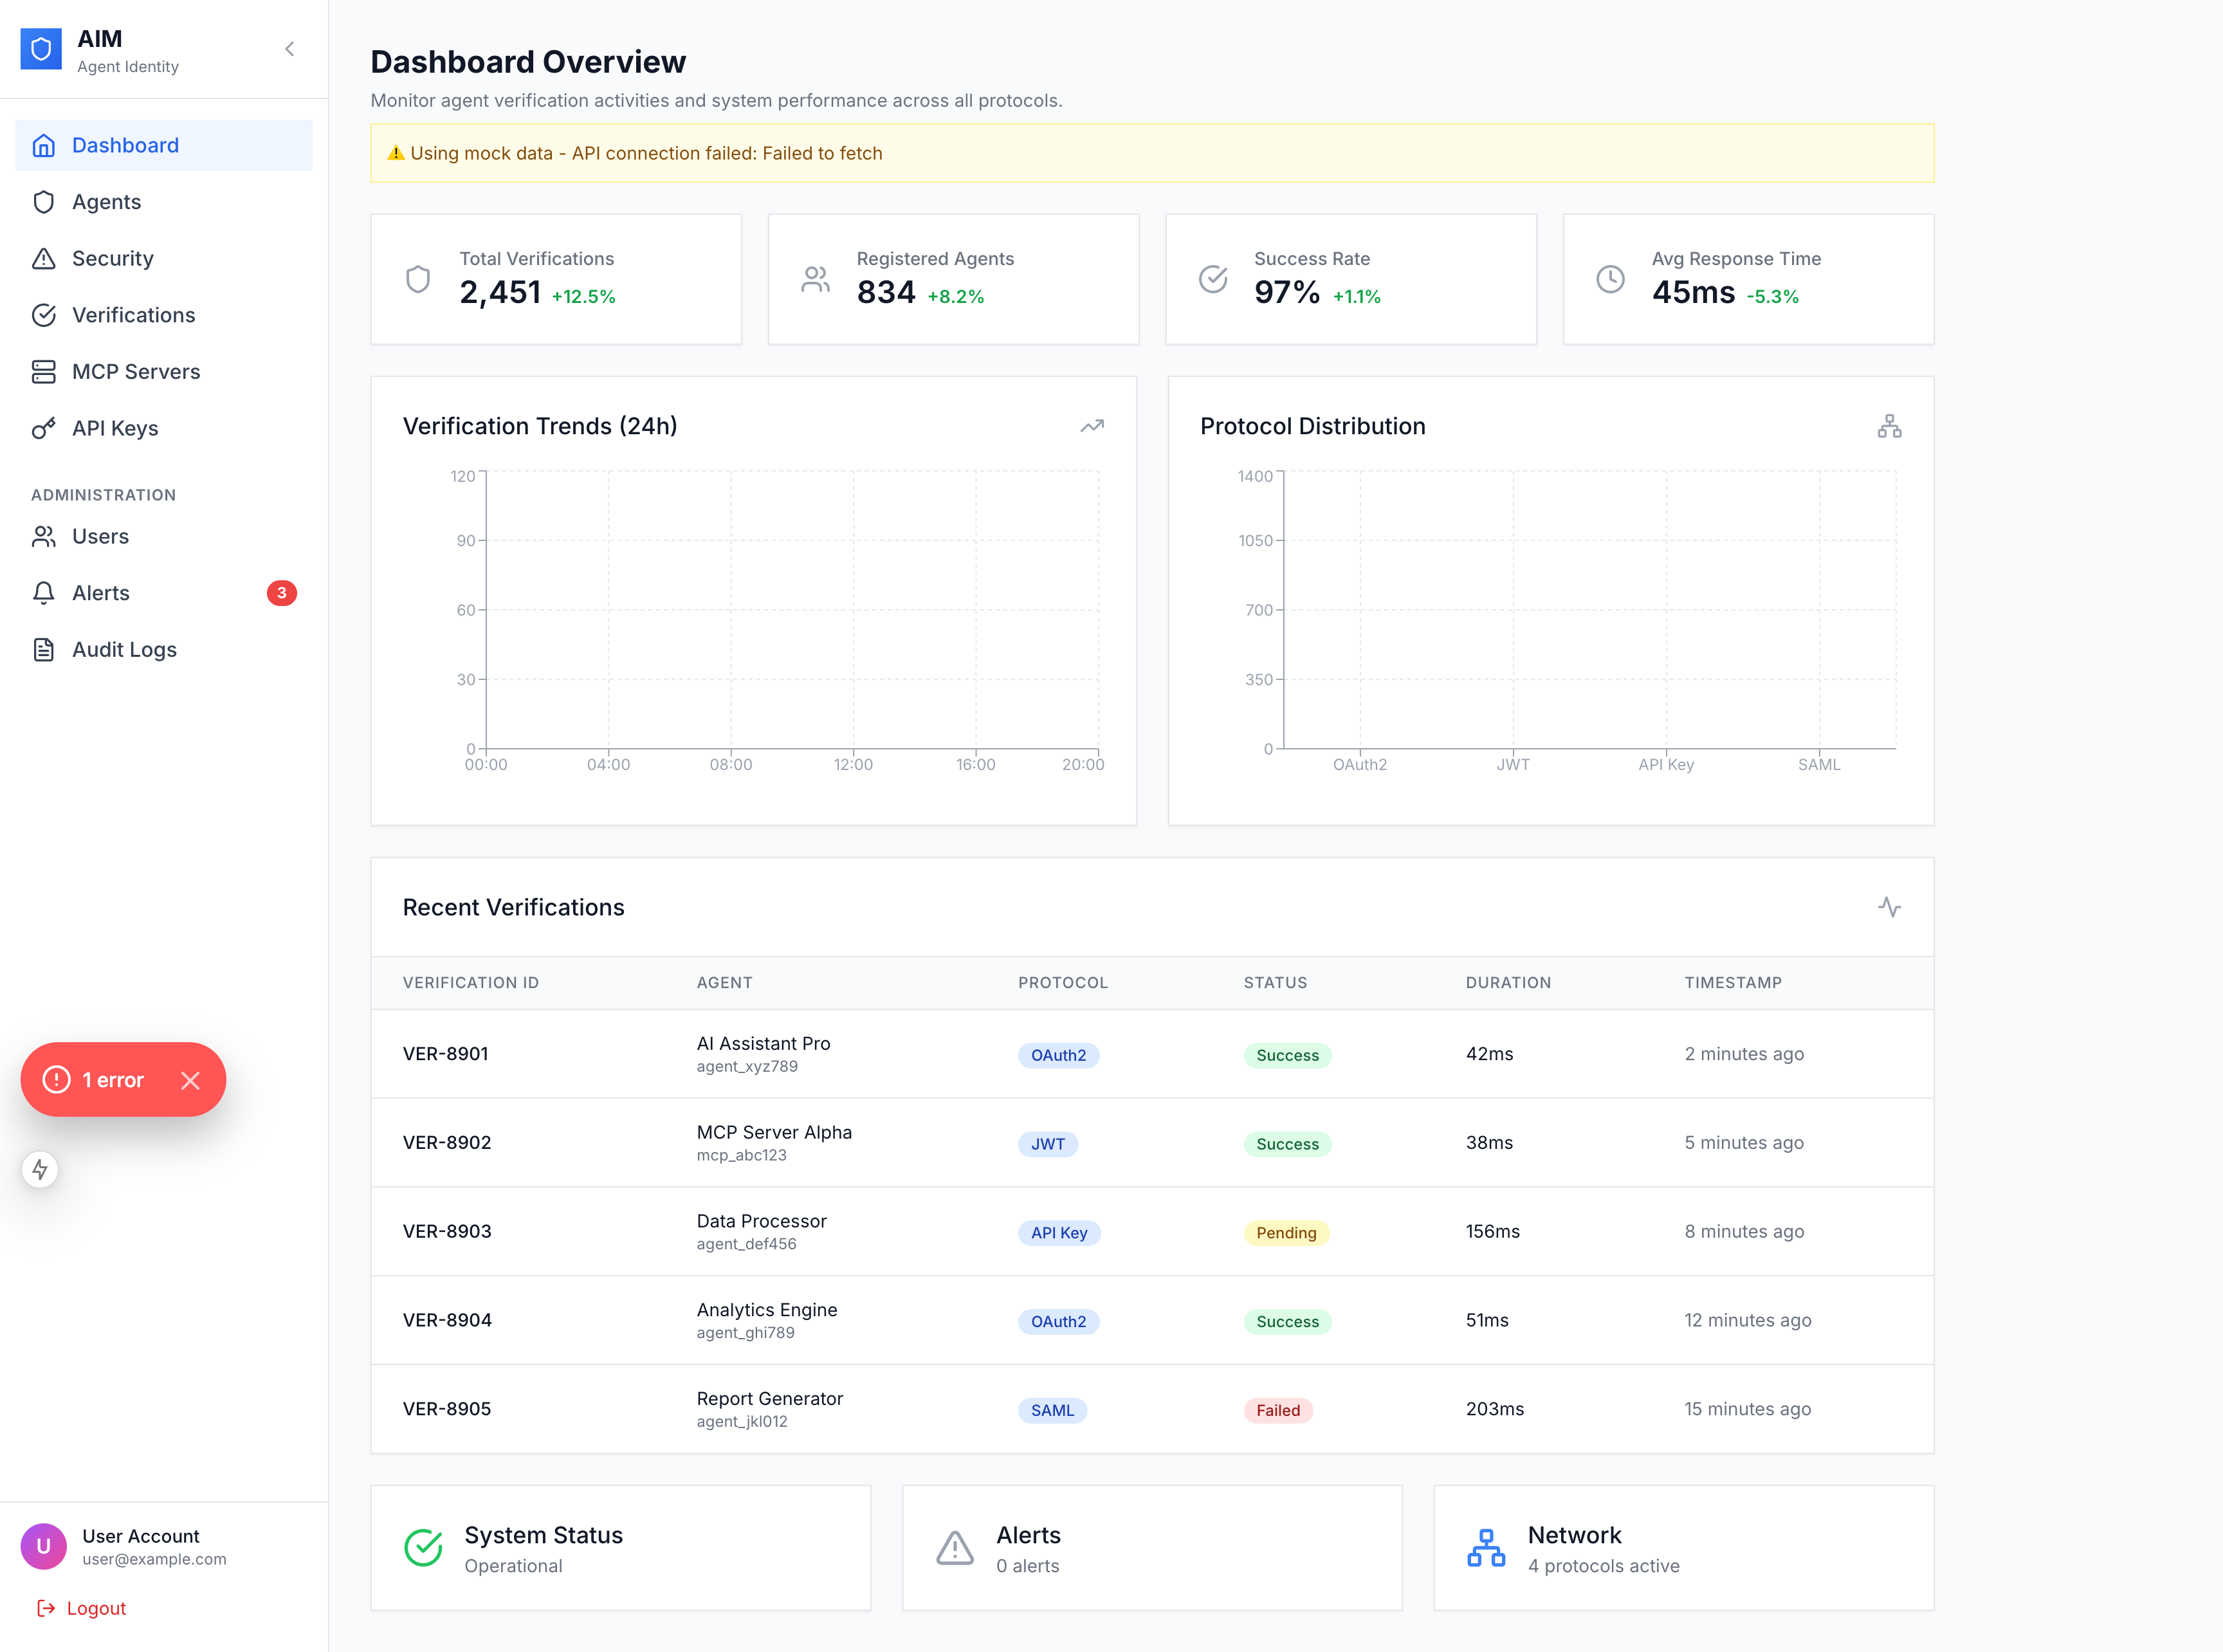 AIM
Agent Identity
Dashboard
Agents
Security
Verifications
MCP Servers
API Keys
ADMINISTRATION
Users
Alerts 3
Audit Logs
1 error
U
User Account
user@example.com
Logout
Dashboard Overview
Monitor agent verification activities and system performance across all protocols.
Using mock data - API connection failed: Failed to fetch
Total Verifications
2,451 +12.5%
Registered Agents
834 +8.2%
Success Rate
97% +1.1%
Avg Response Time
45ms -5.3%
Verification Trends (24h)
120
90
60
30
0
00:00 04:00 08:00 12:00 16:00 20:00
Protocol Distribution
1400
1050
700
350
0
OAuth2 JWT API Key SAML
Recent Verifications
VERIFICATION ID AGENT PROTOCOL STATUS DURATION TIMESTAMP
VER-8901 AI Assistant Pro OAuth2 Success 42ms 2 minutes ago
agent_xyz789
VER-8902 MCP Server Alpha JWT Success 38ms 5 minutes ago
mcp_abc123
VER-8903 Data Processor API Key Pending 156ms 8 minutes ago
agent_def456
VER-8904 Analytics Engine OAuth2 Success 51ms 12 minutes ago
agent_ghi789
VER-8905 Report Generator SAML Failed 203ms 15 minutes ago
agent_jkl012
System Status
Operational
Alerts
0 alerts
Network
4 protocols active